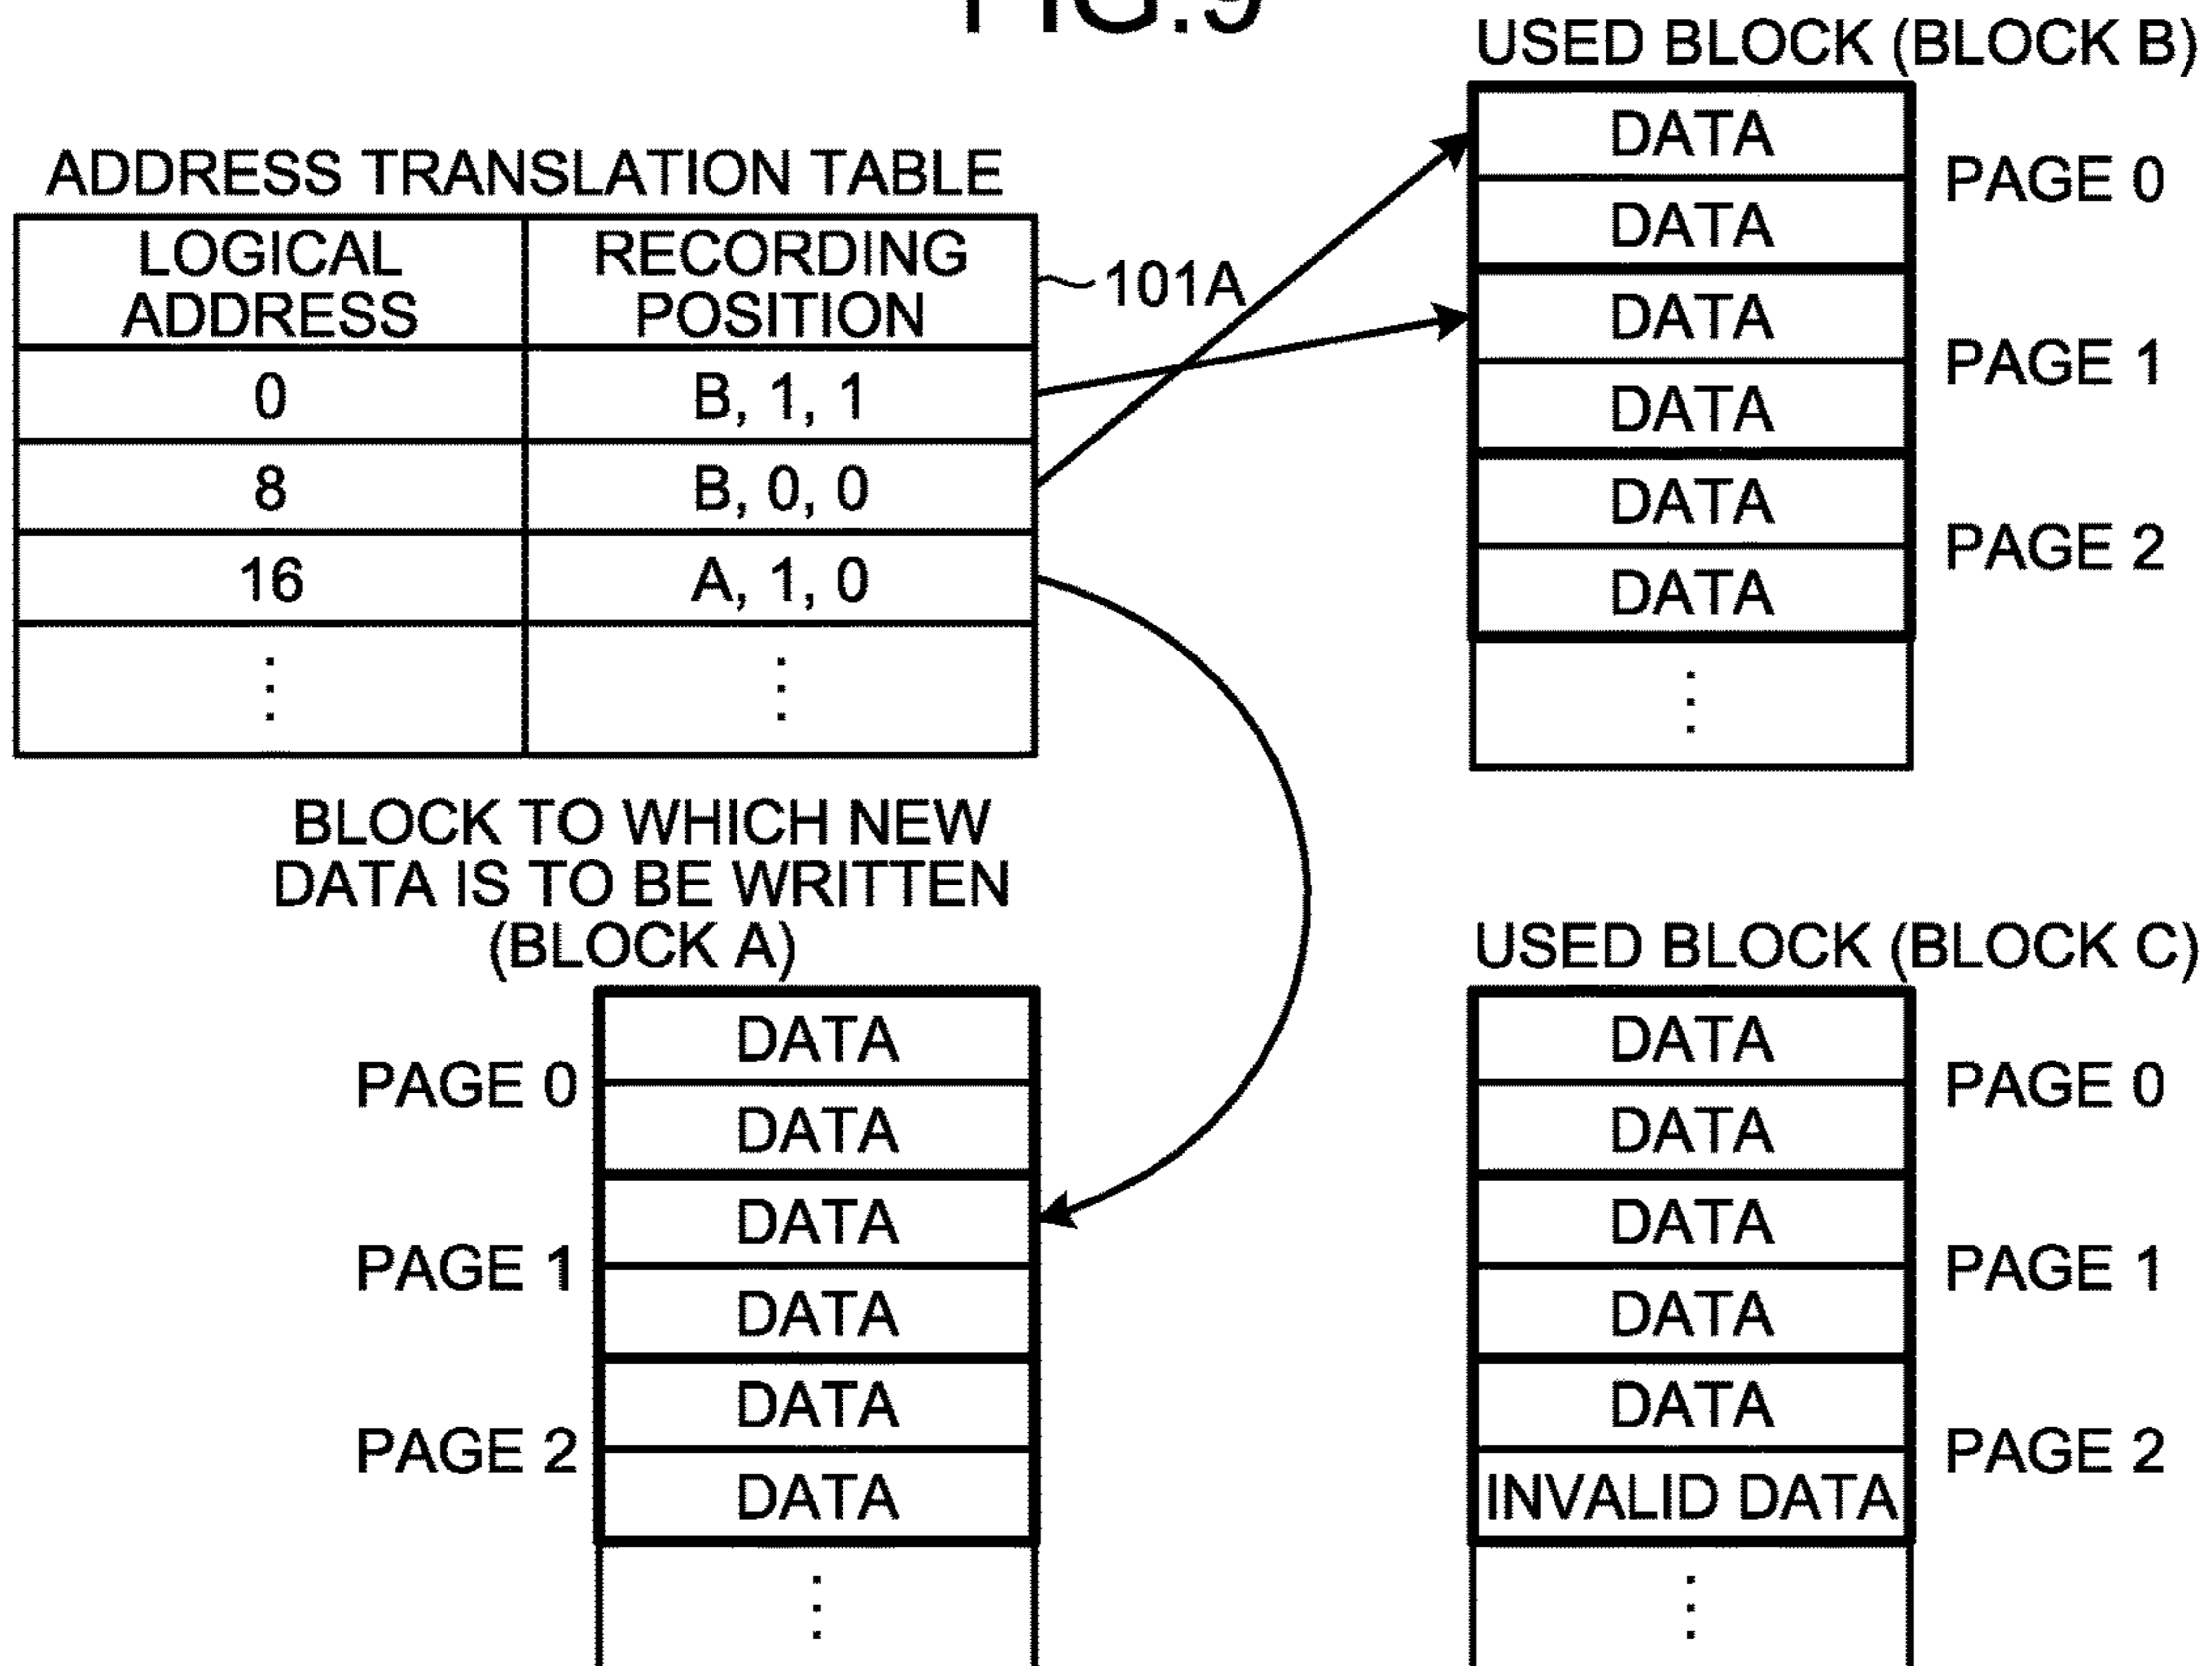 FIG.9
ADDRESS TRANSLATION TABLE
LOGICAL ADDRESS
RECORDING POSITION
101A
0
B, 1, 1
8
B, 0, 0
16
A, 1, 0
⋮
⋮
USED BLOCK (BLOCK B)
DATA
DATA
PAGE 0
DATA
DATA
PAGE 1
DATA
DATA
PAGE 2
⋮
BLOCK TO WHICH NEW
DATA IS TO BE WRITTEN
(BLOCK A)
PAGE 0
DATA
DATA
PAGE 1
DATA
DATA
PAGE 2
DATA
DATA
⋮
USED BLOCK (BLOCK C)
DATA
DATA
PAGE 0
DATA
DATA
PAGE 1
DATA
INVALID DATA
PAGE 2
⋮